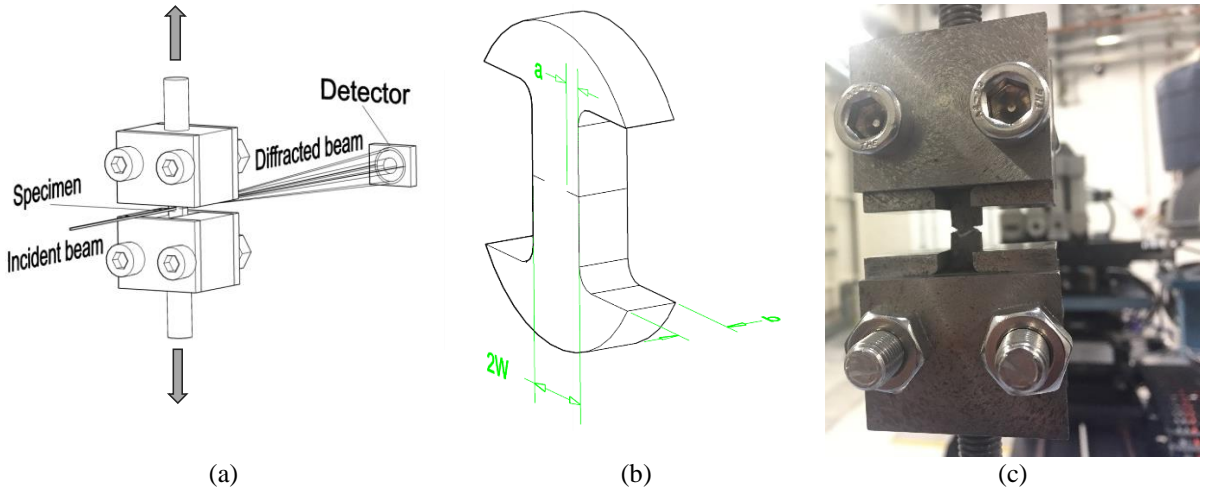 Detector
Diffracted beam
Specimen
Incident beam
a
b
2W
(a)
(b)
(c)